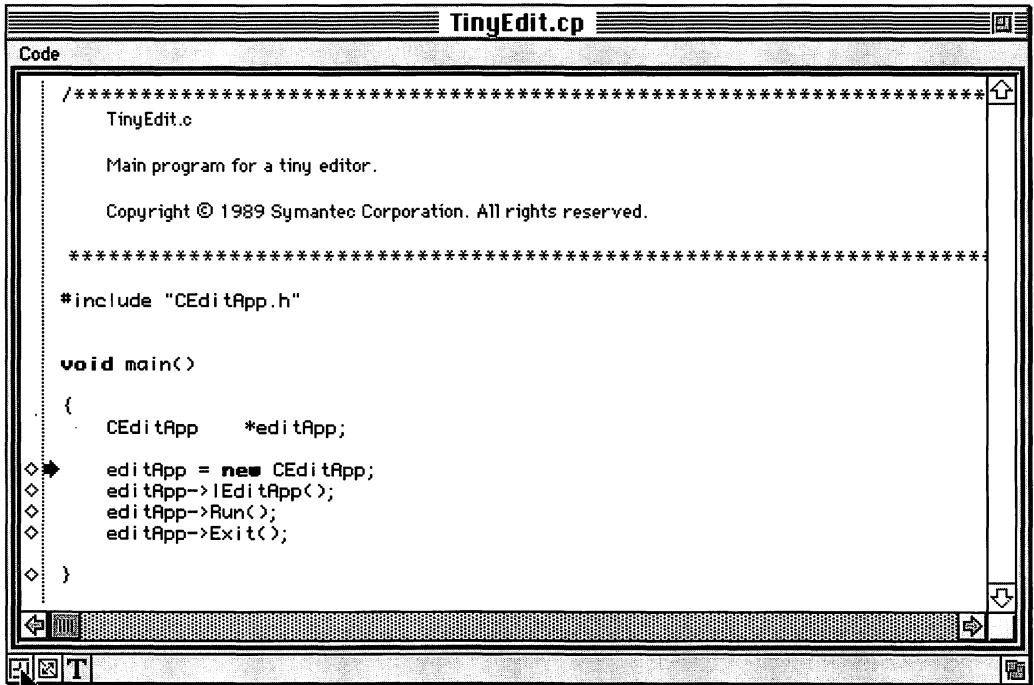 TinyEdit.cp
Code
/*********************************************************************
TinyEdit.c
Main program for a tiny editor.
Copyright © 1989 Symantec Corporation. All rights reserved.
*********************************************************************
#include "CEditApp.h"
void main()
{
CEditApp *editApp;
editApp = new CEditApp;
editApp->IEditApp();
editApp->Run();
editApp->Exit();
}
T